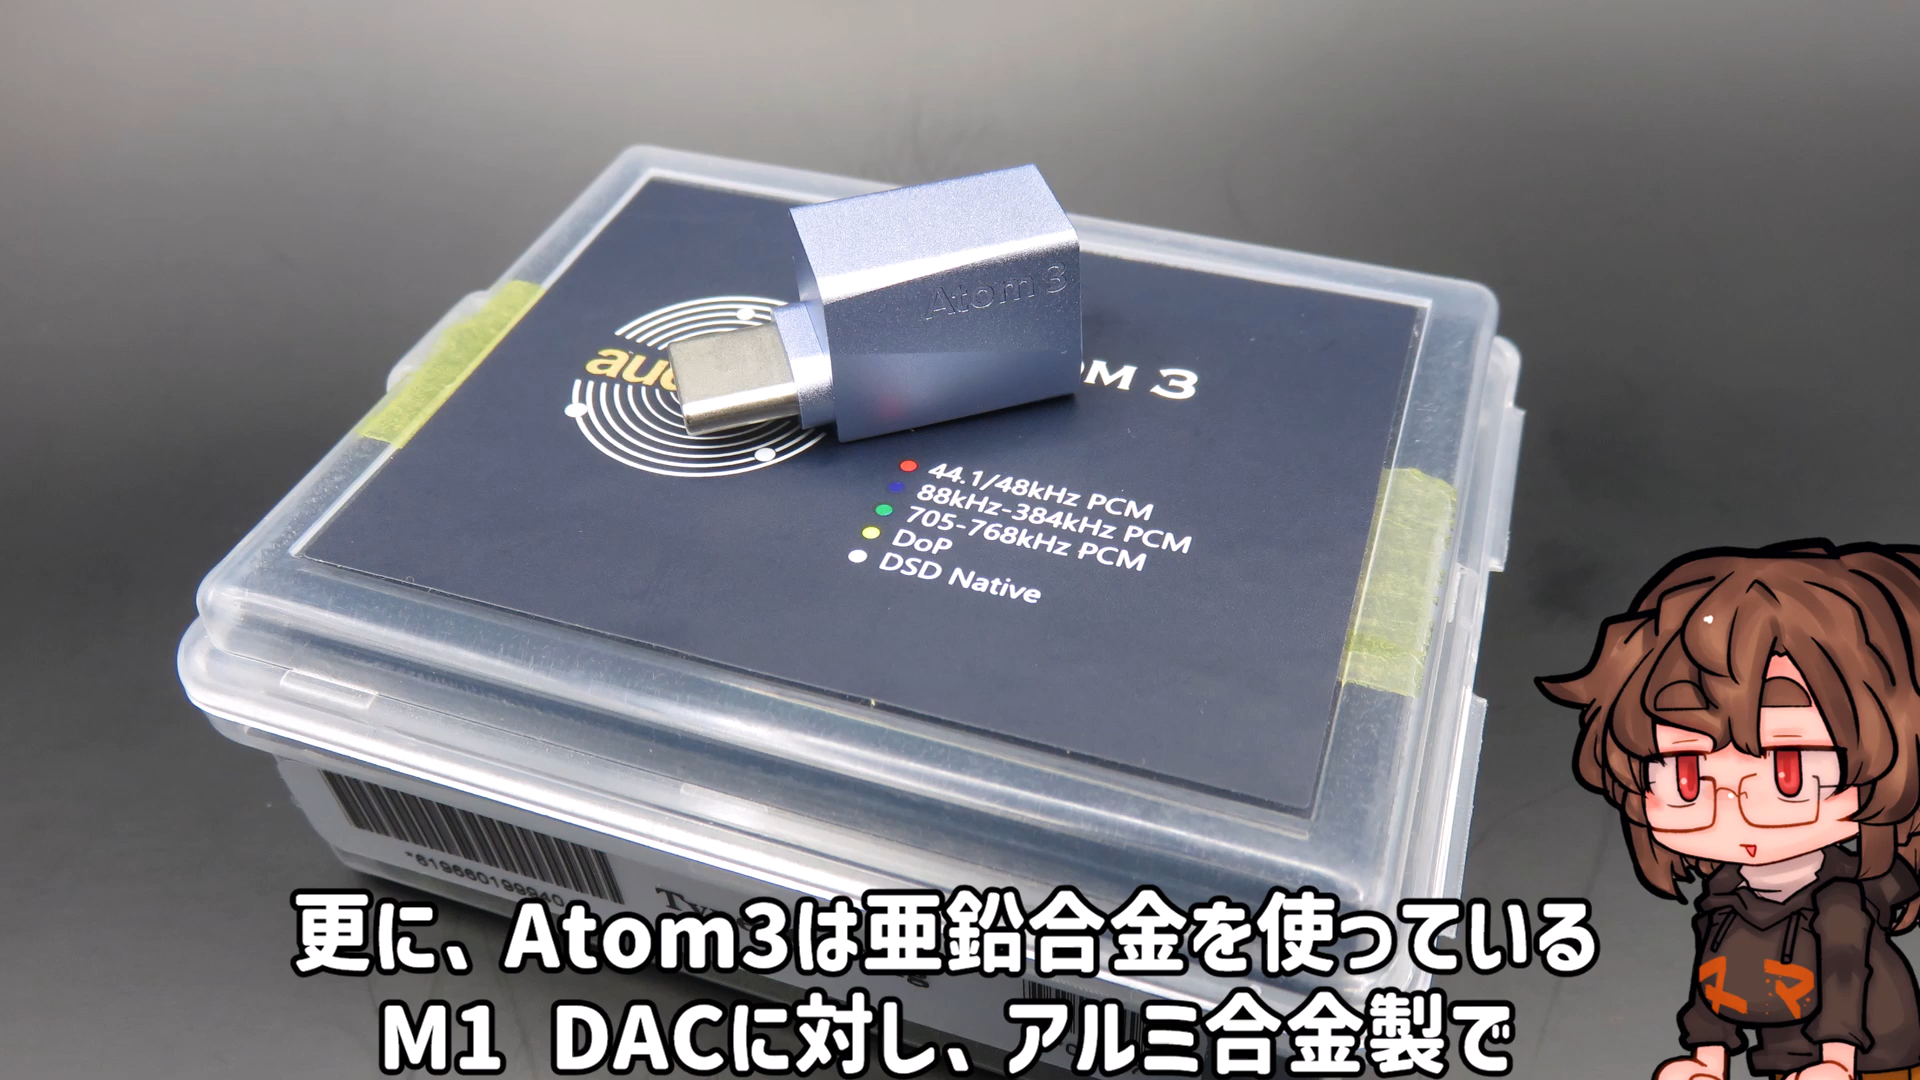 Atom 3
OM 3
44.1/48kHz PCM
88kHz-384kHz PCM
705-768kHz PCM
DoP
DSD Native
更に、Atom3は亜鉛合金を使っている
M1 DACに対し、アルミ合金製で